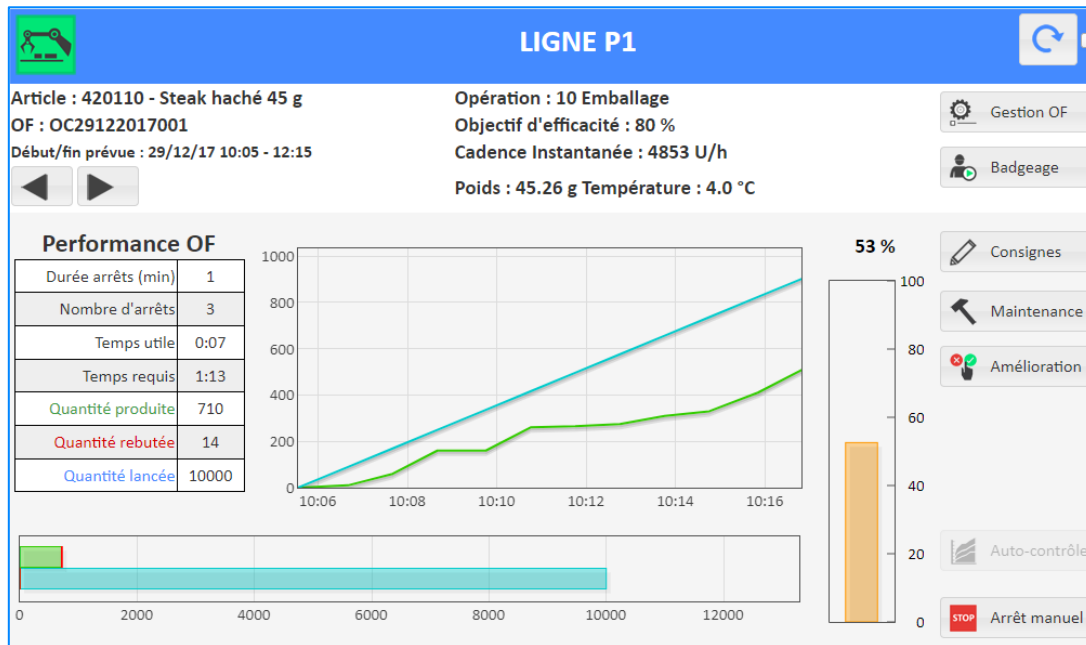 LIGNE P1
Article : 420110 - Steak haché 45 g
OF : OC29122017001
Début/fin prévue : 29/12/17 10:05 - 12:15
Opération : 10 Emballage
Objectif d'efficacité : 80 %
Cadence Instantanée : 4853 U/h
Poids : 45.26 g Température : 4.0 °C
Gestion OF
Badgeage
Performance OF
Durée arrêts (min) 1
Nombre d'arrêts 3
Temps utile 0:07
Temps requis 1:13
Quantité produite 710
Quantité rebutée 14
Quantité lancée 10000
1000
800
600
400
200
0
10:06 10:08 10:10 10:12 10:14 10:16
53 %
100
80
60
40
20
0
Consignes
Maintenance
Amélioration
Auto-contrôle
STOP Arrêt manuel
0 2000 4000 6000 8000 10000 12000